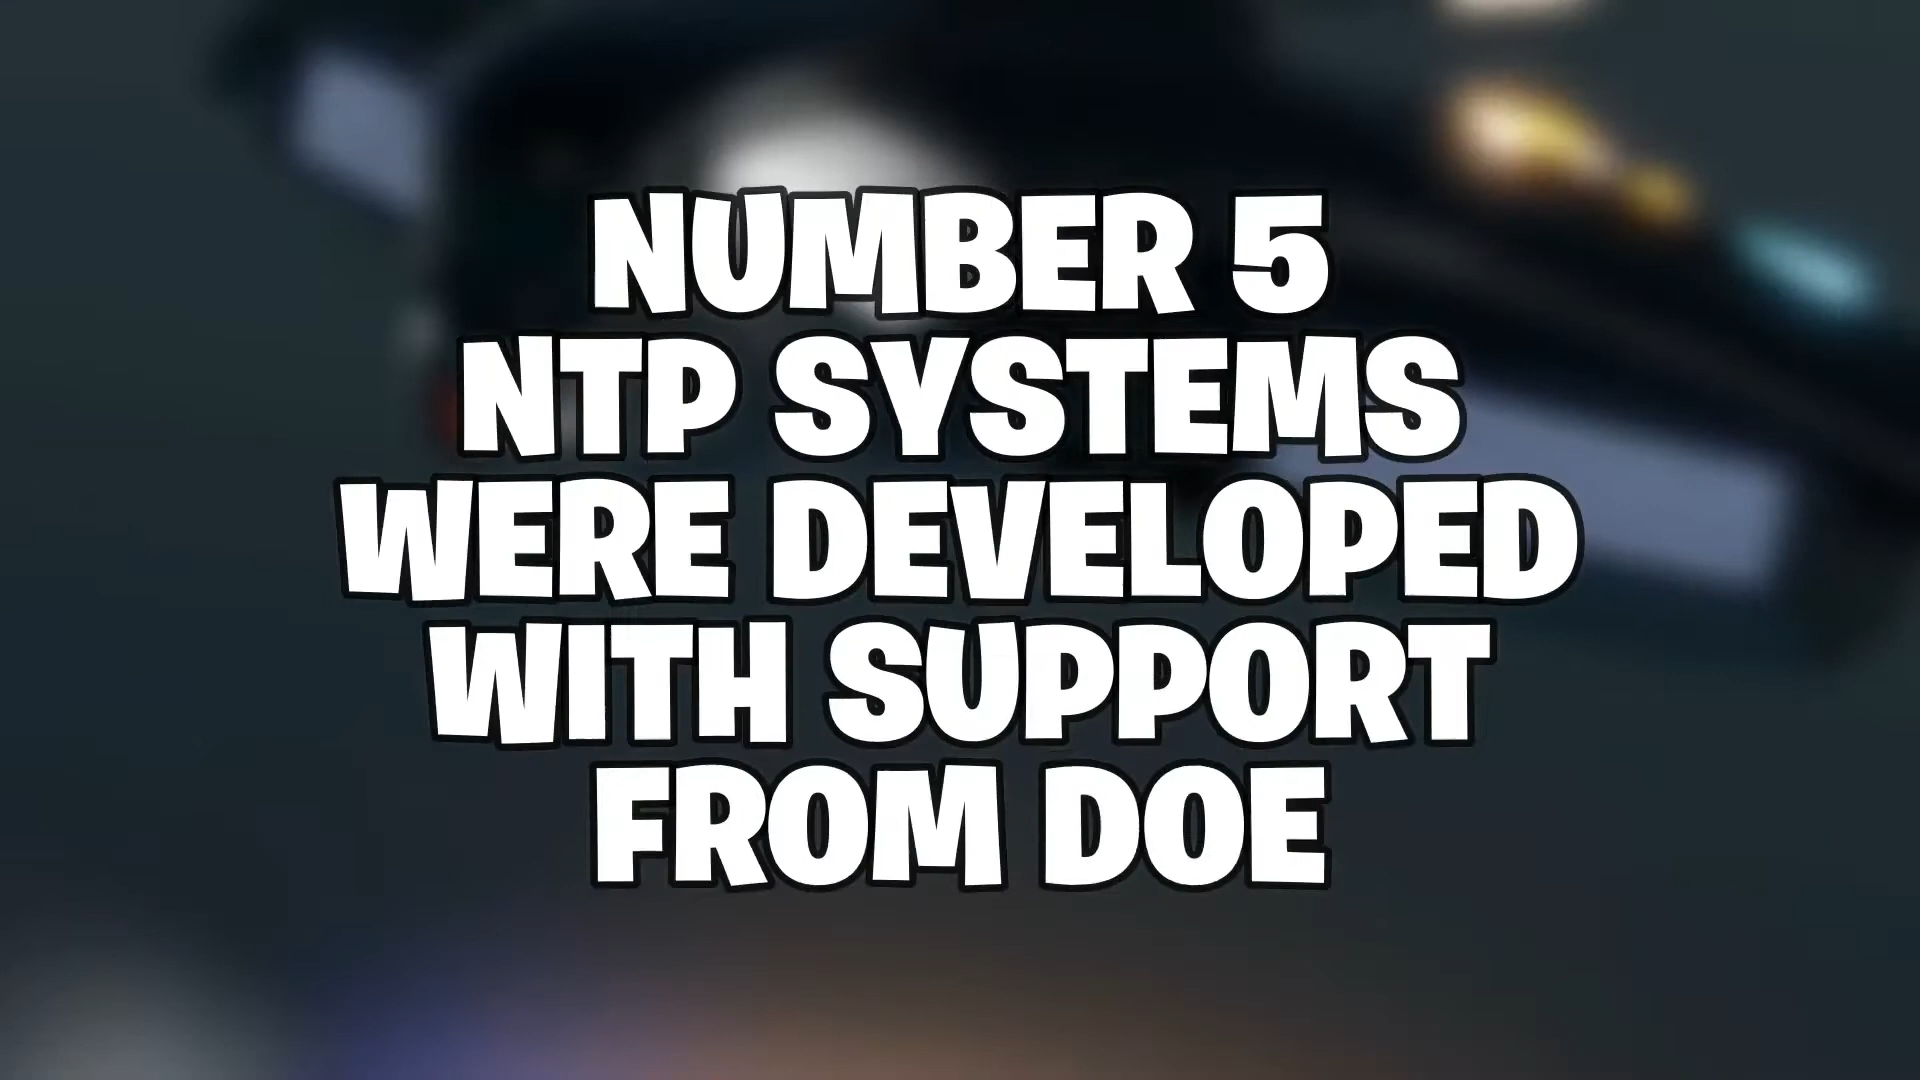 NUMBER 5
NTP SYSTEMS
WERE DEVELOPED
WITH SUPPORT
FROM DOE